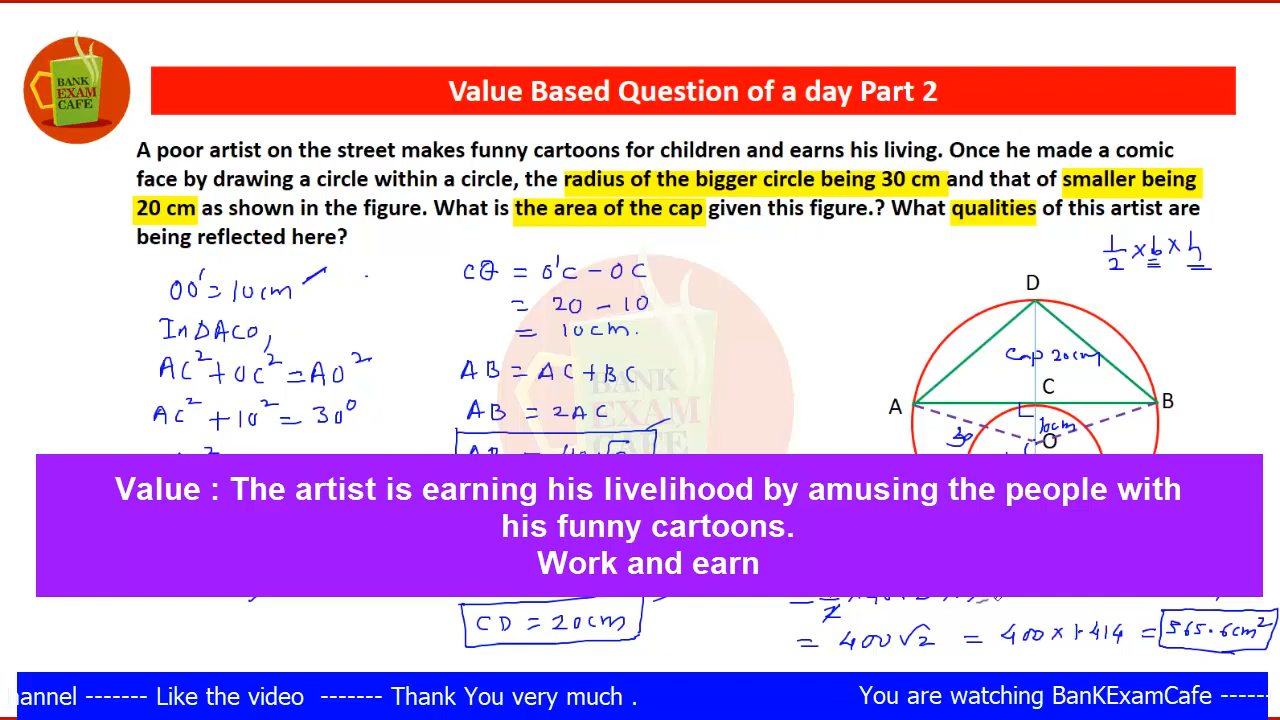 BANK
EXAM
CAFE
Value Based Question of a day Part 2
A poor artist on the street makes funny cartoons for children and earns his living. Once he made a comic
face by drawing a circle within a circle, the radius of the bigger circle being 30 cm and that of smaller being
20 cm as shown in the figure. What is the area of the cap given this figure.? What qualities of this artist are
being reflected here?
1/2 × b × h
OO' = 10cm
In ΔACO,
AC² + OC² = AO²
AC² + 10² = 30⁰
CO = O'C - OC
= 20 - 10
= 10cm.
AB = AC + BC
AB = 2AC
CD = 20cm
BANK
EXAM
CAFE
D
Cap 20cm
C
A
B
10cm
30
O
Value : The artist is earning his livelihood by amusing the people with
his funny cartoons.
Work and earn
= 400√2 = 400 × 1.414 = 565.6cm²
hannel ------- Like the video ------- Thank You very much .
You are watching BanKExamCafe ------